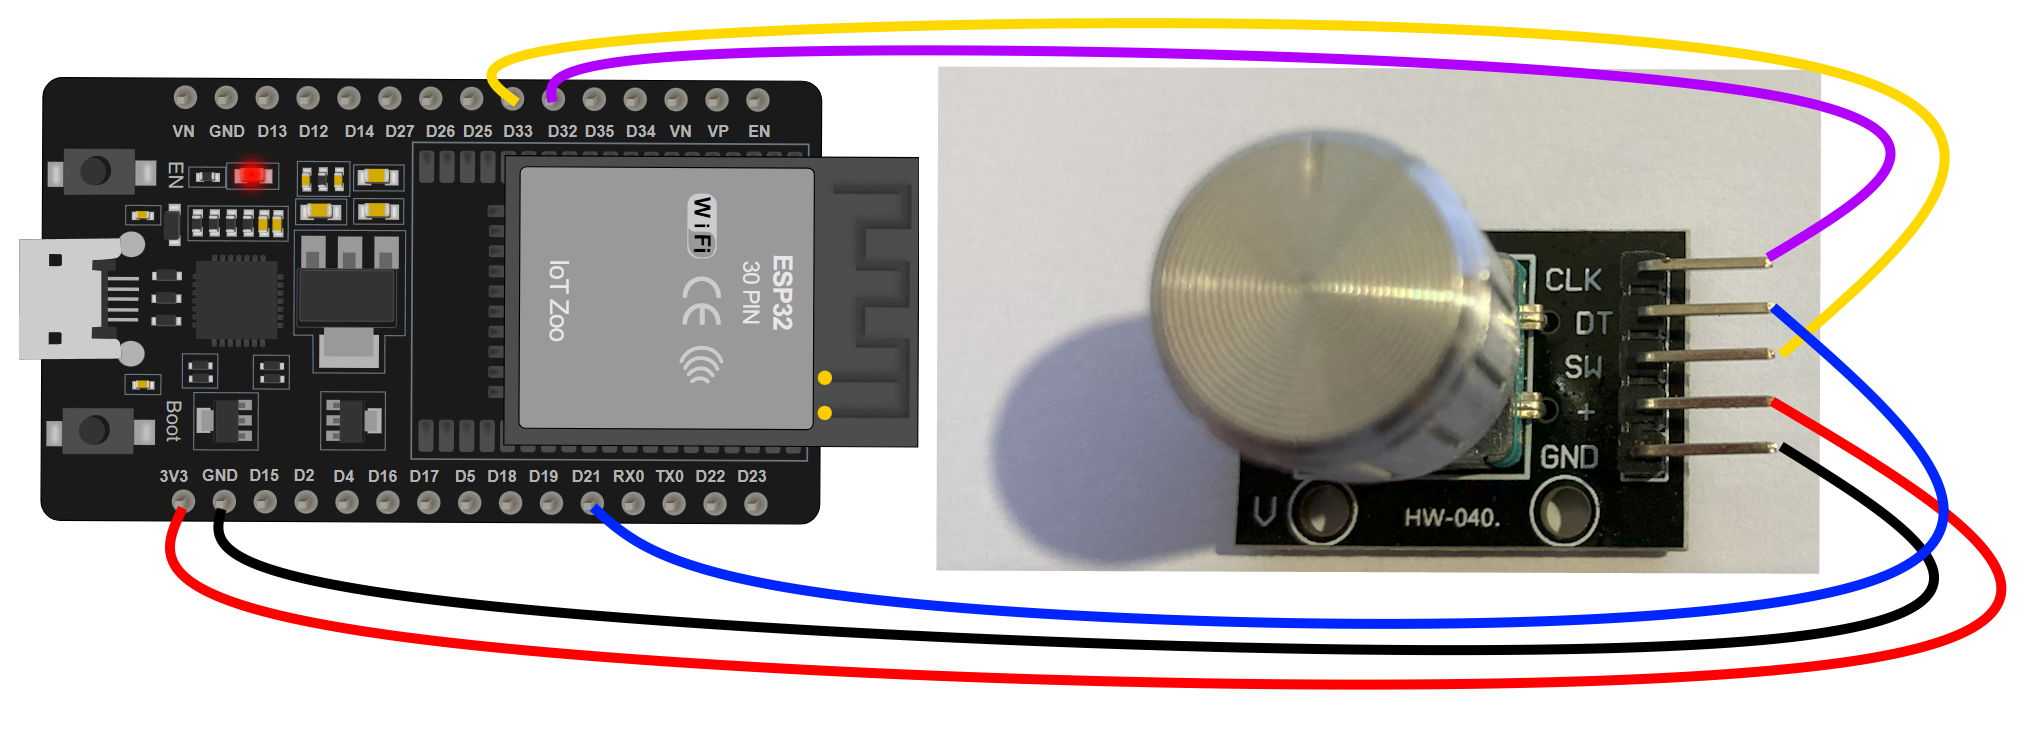 VN GND D13 D12 D14 D27 D26 D25 D33 D32 D35 D34 VN VP EN
EN
WiFi
ESP32
30 PIN
IoT Zoo
Boot
3V3 GND D15 D2 D4 D16 D17 D5 D18 D19 D21 RX0 TX0 D22 D23
CLK
DT
SW
+
GND
HW-040.